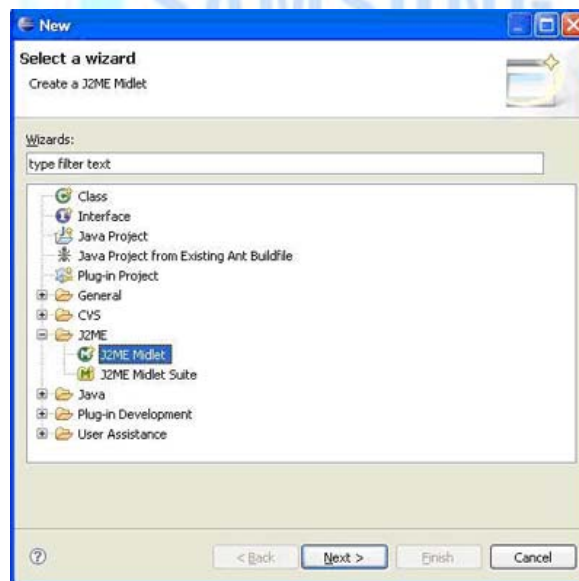 New
Select a wizard
Create a J2ME Midlet
Wizards:
type filter text
Class
Interface
Java Project
Java Project from Existing Ant Buildfile
Plug-in Project
General
CVS
J2ME
J2ME Midlet
J2ME Midlet Suite
Java
Plug-in Development
User Assistance
< Back Next > Finish Cancel